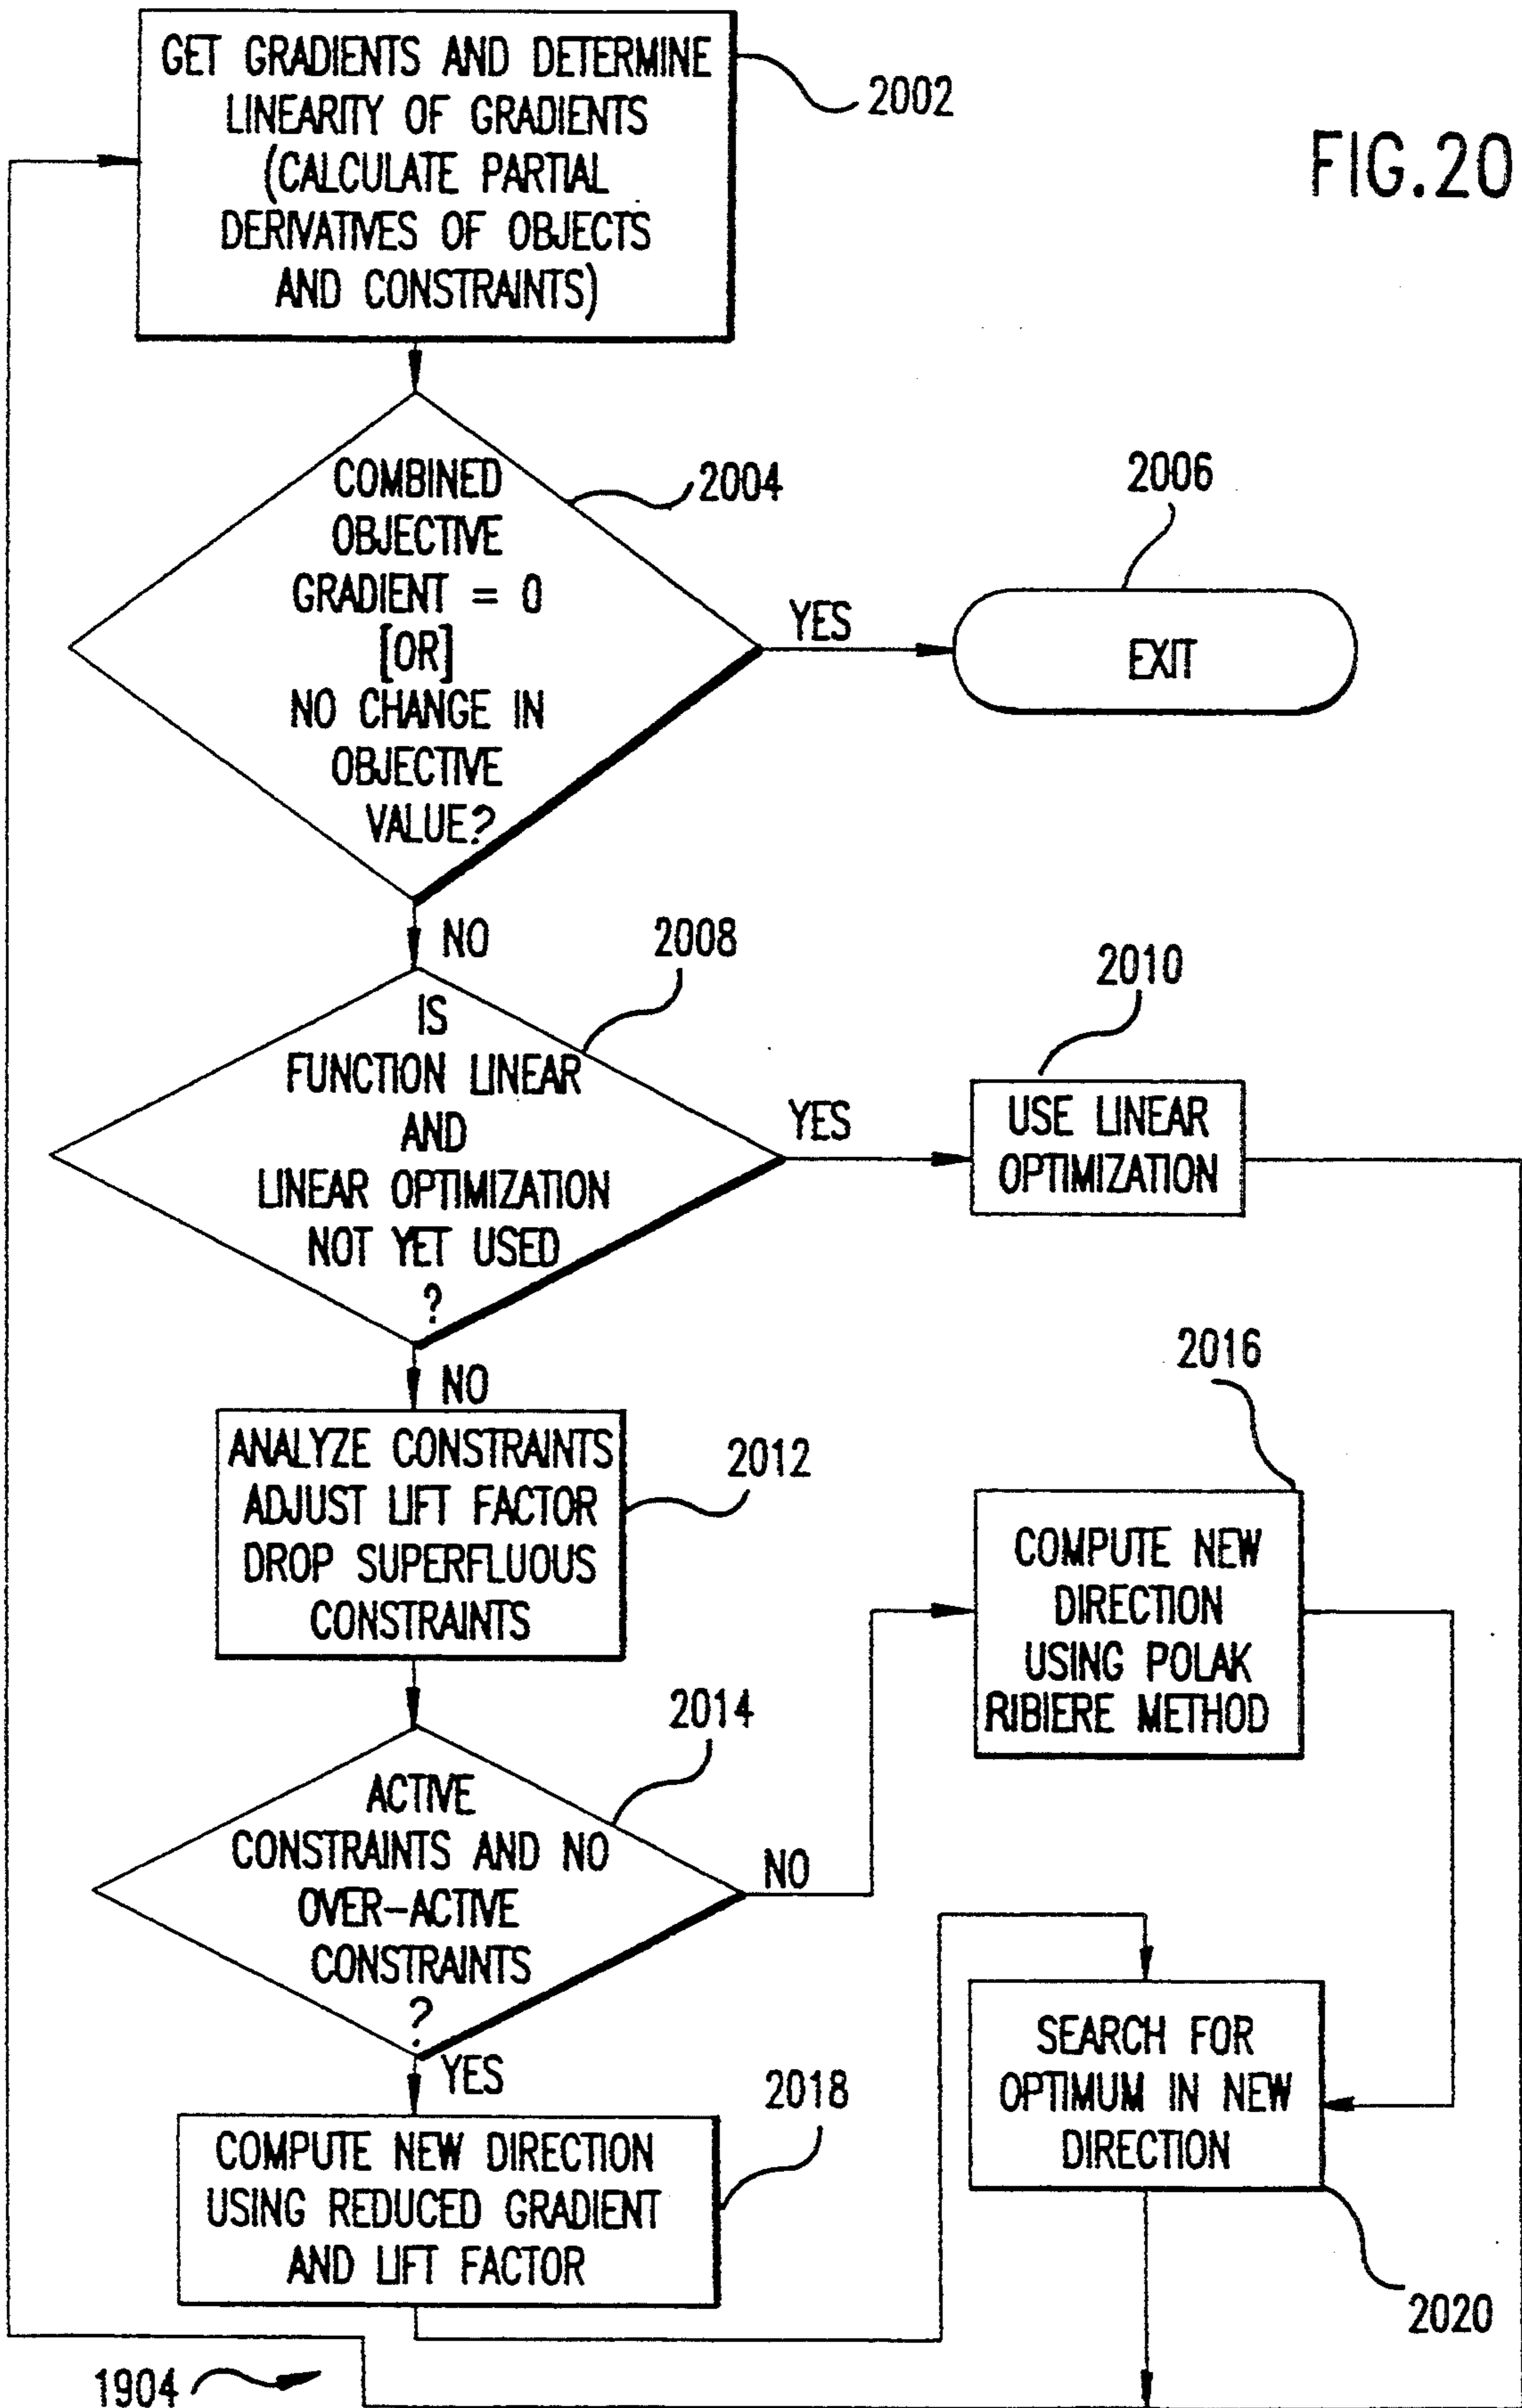 GET GRADIENTS AND DETERMINE
LINEARITY OF GRADIENTS
(CALCULATE PARTIAL
DERIVATIVES OF OBJECTS
AND CONSTRAINTS)
2002
FIG.20
COMBINED
OBJECTIVE
GRADIENT = 0
[OR]
NO CHANGE IN
OBJECTIVE
VALUE?
2004
YES
2006
EXIT
NO
IS
FUNCTION LINEAR
AND
LINEAR OPTIMIZATION
NOT YET USED
?
2008
YES
2010
USE LINEAR
OPTIMIZATION
NO
ANALYZE CONSTRAINTS
ADJUST LIFT FACTOR
DROP SUPERFLUOUS
CONSTRAINTS
2012
ACTIVE
CONSTRAINTS AND NO
OVER-ACTIVE
CONSTRAINTS
?
2014
NO
2016
COMPUTE NEW
DIRECTION
USING POLAK
RIBIERE METHOD
YES
COMPUTE NEW DIRECTION
USING REDUCED GRADIENT
AND LIFT FACTOR
2018
SEARCH FOR
OPTIMUM IN NEW
DIRECTION
2020
1904